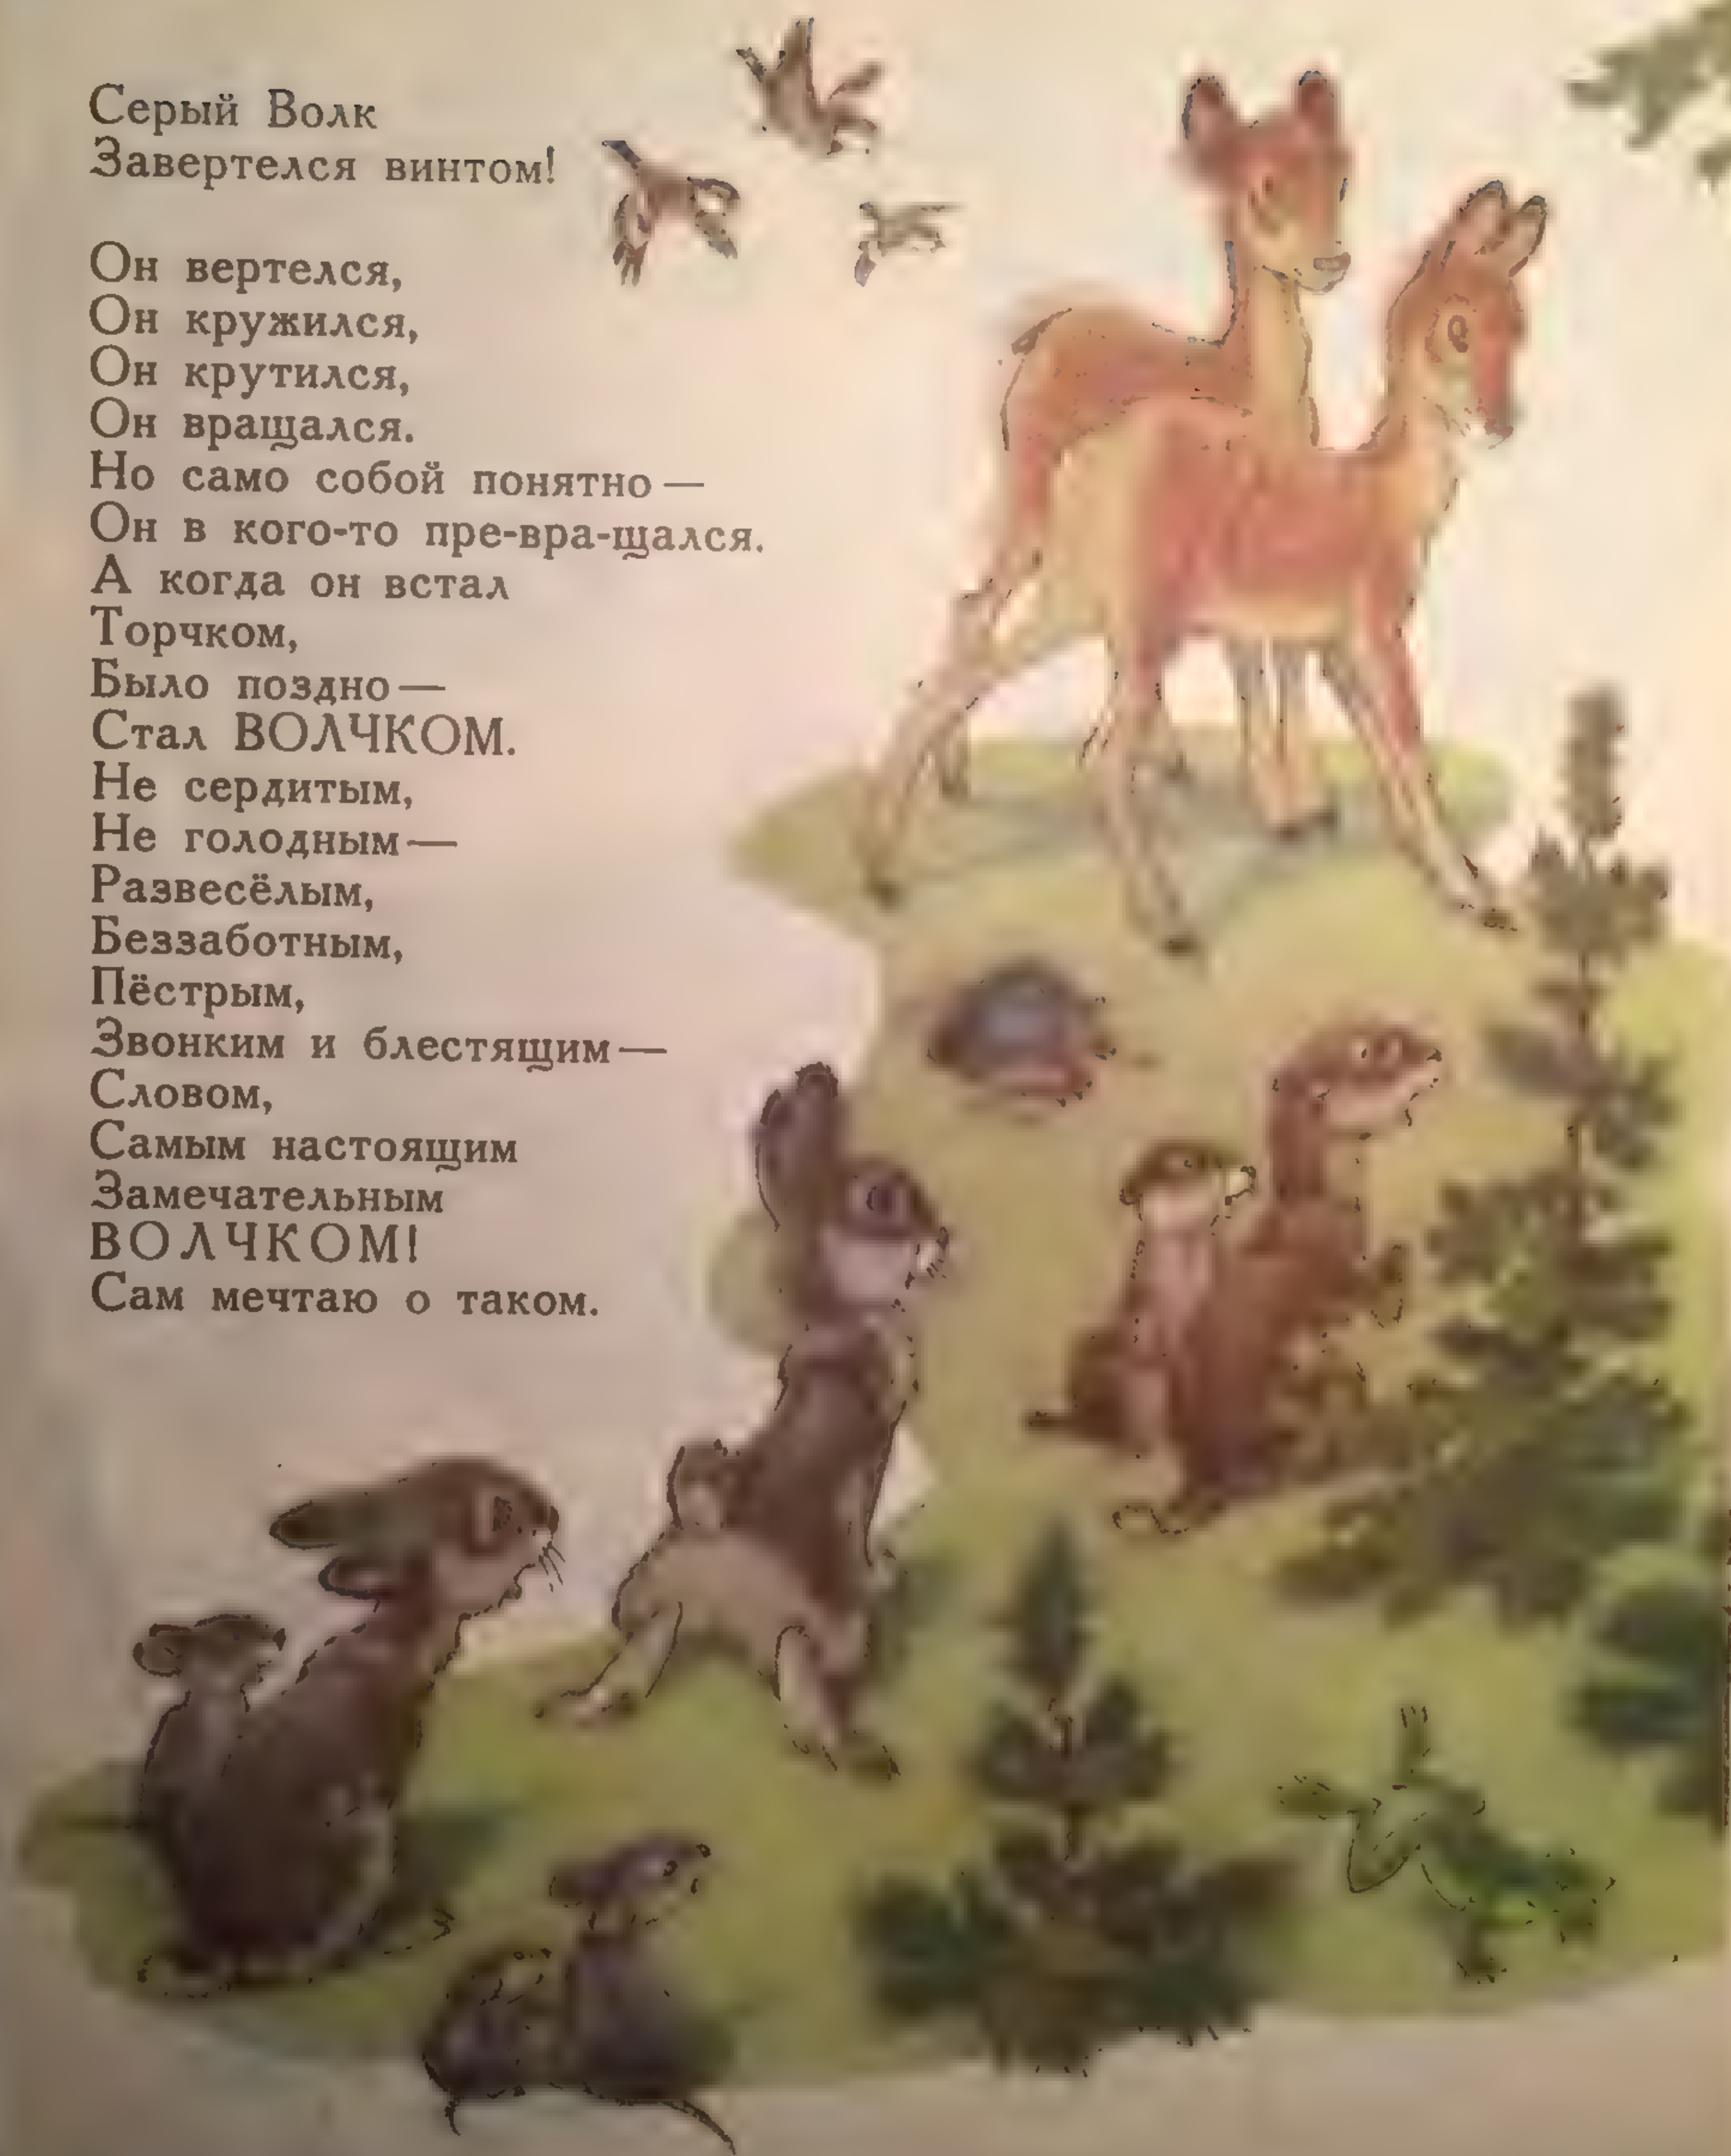 Серый Волк
Завертелся винтом!
Он вертелся,
Он кружился,
Он крутился,
Он вращался.
Но само собой понятно —
Он в кого-то пре-вра-щался.
А когда он встал
Торчком,
Было поздно —
Стал ВОЛЧКОМ.
Не сердитым,
Не голодным —
Развесёлым,
Беззаботным,
Пёстрым,
Звонким и блестящим —
Словом,
Самым настоящим
Замечательным
ВОЛЧКОМ!
Сам мечтаю о таком.